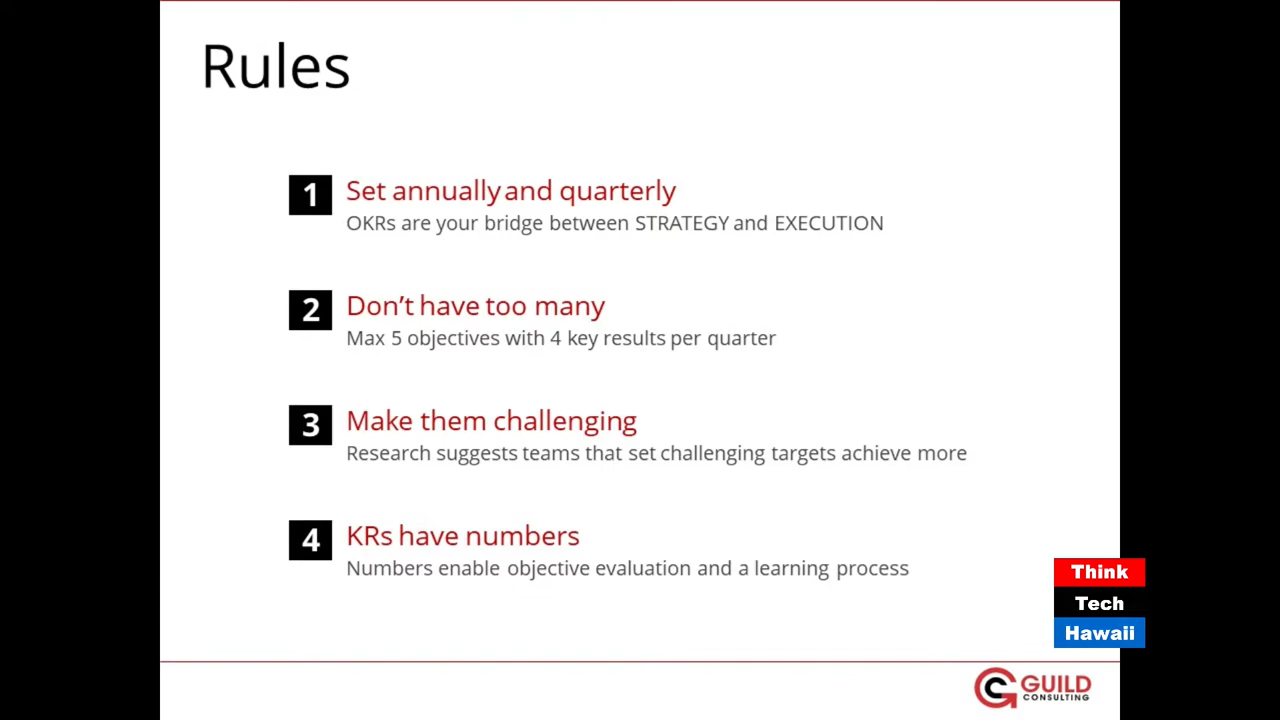 Rules
1 Set annually and quarterly
OKRs are your bridge between STRATEGY and EXECUTION
2 Don’t have too many
Max 5 objectives with 4 key results per quarter
3 Make them challenging
Research suggests teams that set challenging targets achieve more
4 KRs have numbers
Numbers enable objective evaluation and a learning process
Think
Tech
Hawaii
GUILD
CONSULTING